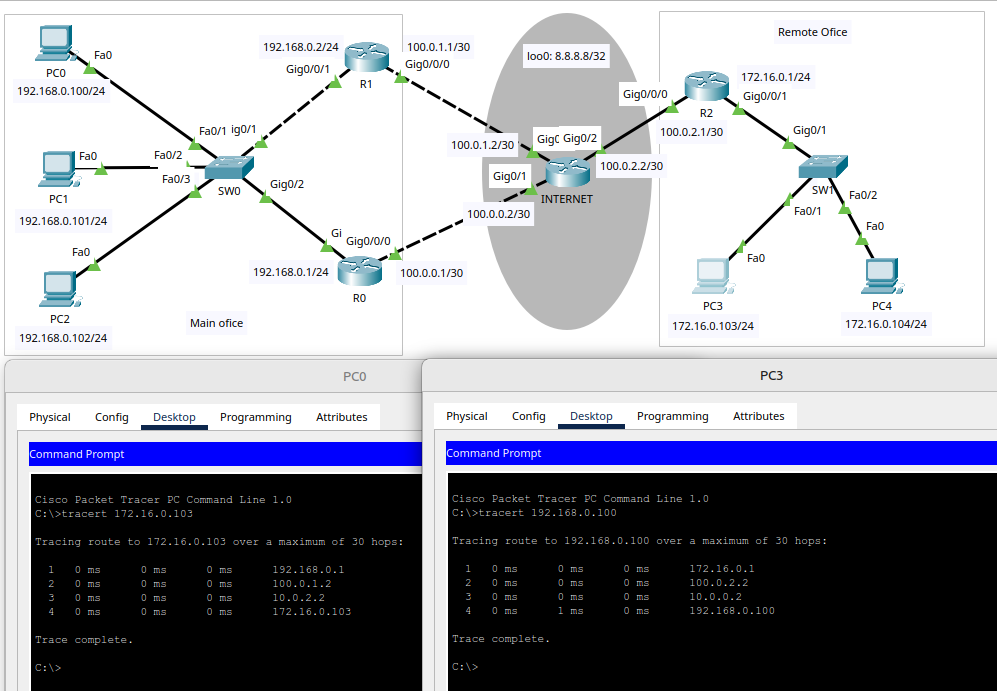 Remote Ofice
192.168.0.2/24
100.0.1.1/30
Fa0
Gig0/0/1
Gig0/0/0
loo0: 8.8.8.8/32
PC0
R1
192.168.0.100/24
Gig0/0/0
172.16.0.1/24
Gig0/0/1
R2
Fa0/1
ig0/1
100.0.1.2/30
Gig0
Gig0/2
100.0.2.1/30
Gig0/1
Fa0
Fa0/2
100.0.2.2/30
Fa0/3
SW0
Gig0/2
Gig0/1
INTERNET
SW1
Fa0/2
PC1
192.168.0.101/24
100.0.0.2/30
Fa0/1
Fa0
Fa0
Gi
Gig0/0/0
Fa0
192.168.0.1/24
100.0.0.1/30
R0
PC2
PC3
PC4
192.168.0.102/24
Main ofice
172.16.0.103/24
172.16.0.104/24
PC0
Physical Config Desktop Programming Attributes
Command Prompt
Cisco Packet Tracer PC Command Line 1.0
C:\>tracert 172.16.0.103
Tracing route to 172.16.0.103 over a maximum of 30 hops:
1 0 ms 0 ms 0 ms 192.168.0.1
2 0 ms 0 ms 0 ms 100.0.1.2
3 0 ms 0 ms 0 ms 10.0.2.2
4 0 ms 0 ms 0 ms 172.16.0.103
Trace complete.
C:\>
PC3
Physical Config Desktop Programming Attributes
Command Prompt
Cisco Packet Tracer PC Command Line 1.0
C:\>tracert 192.168.0.100
Tracing route to 192.168.0.100 over a maximum of 30 hops:
1 0 ms 0 ms 0 ms 172.16.0.1
2 0 ms 0 ms 0 ms 100.0.2.2
3 0 ms 0 ms 0 ms 10.0.0.2
4 0 ms 1 ms 0 ms 192.168.0.100
Trace complete.
C:\>